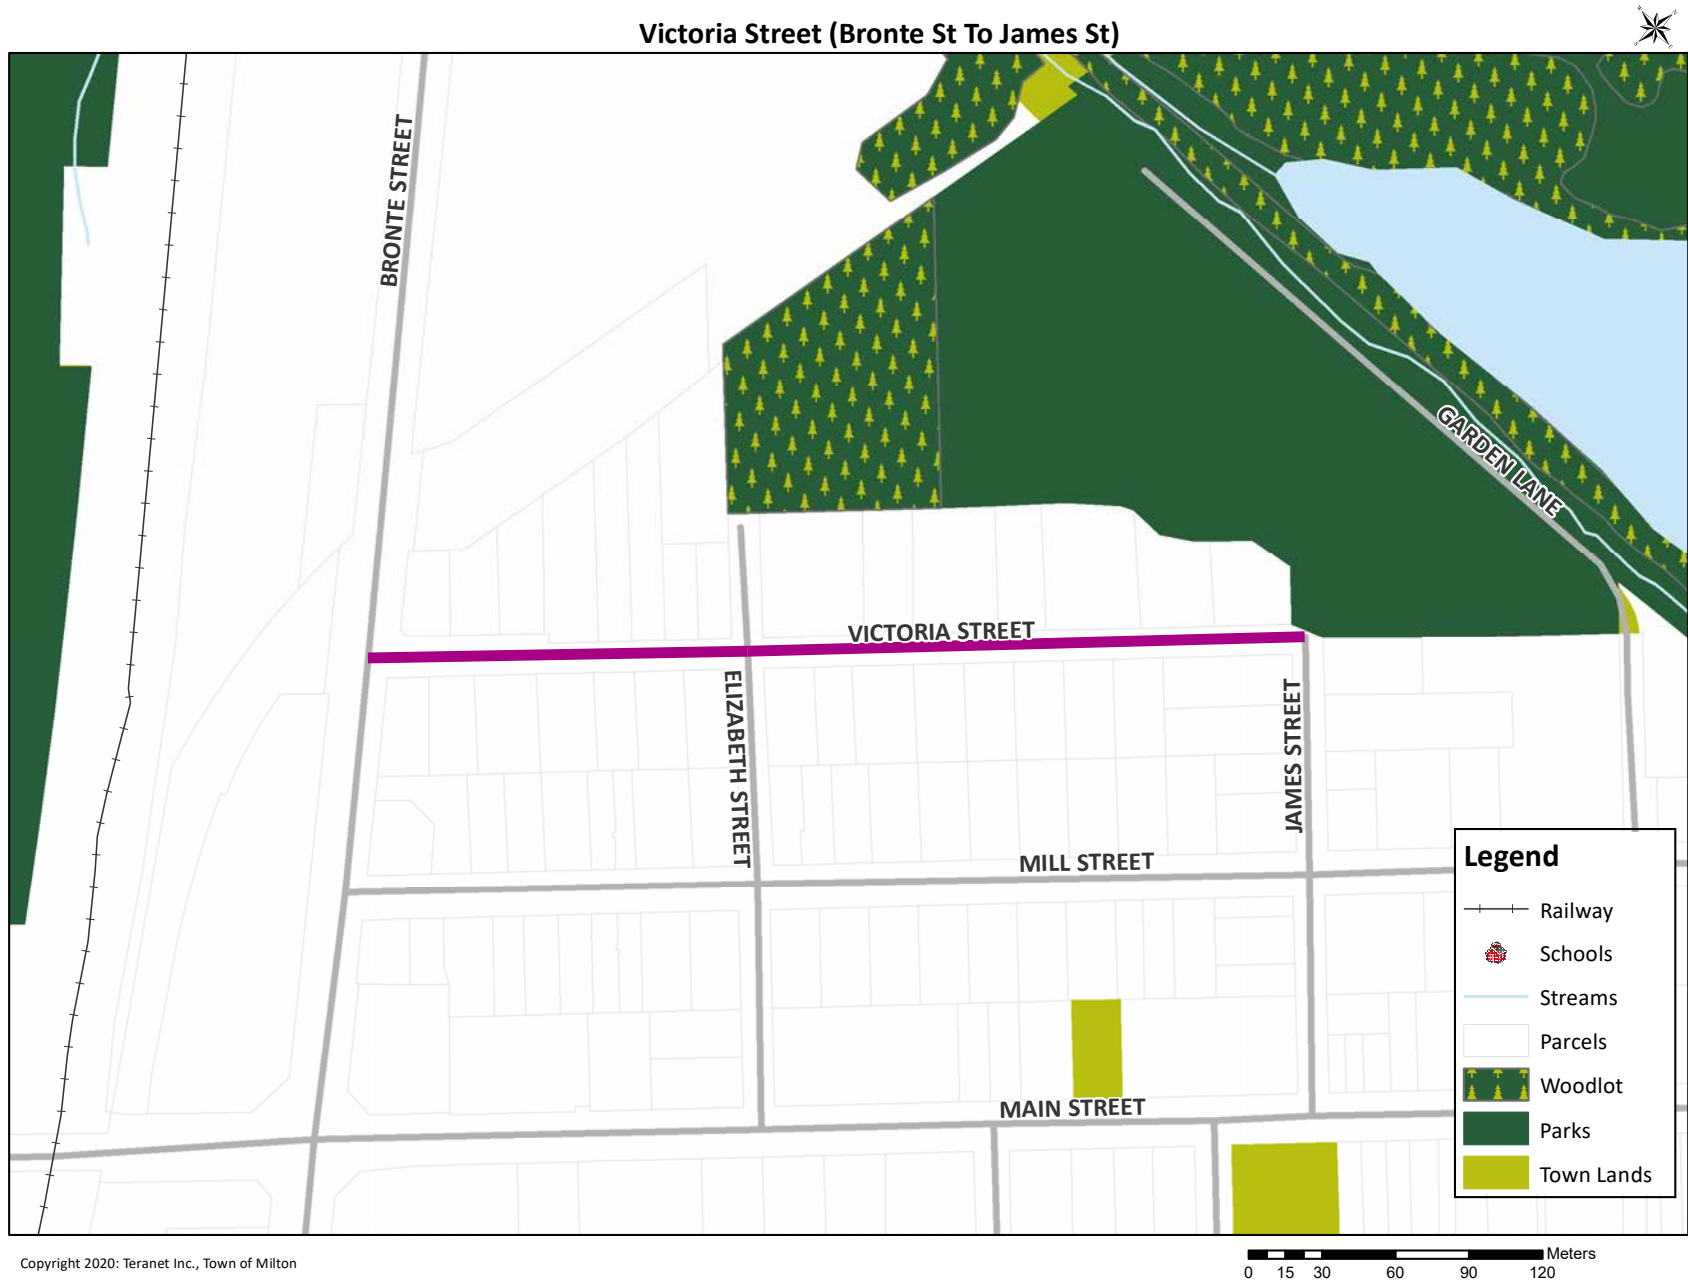 Victoria Street (Bronte St To James St)
BRONTE STREET
GARDEN LANE
VICTORIA STREET
ELIZABETH STREET
JAMES STREET
MILL STREET
MAIN STREET
Legend
Railway
Schools
Streams
Parcels
Woodlot
Parks
Town Lands
Copyright 2020: Teranet Inc., Town of Milton
Meters
0 15 30 60 90 120